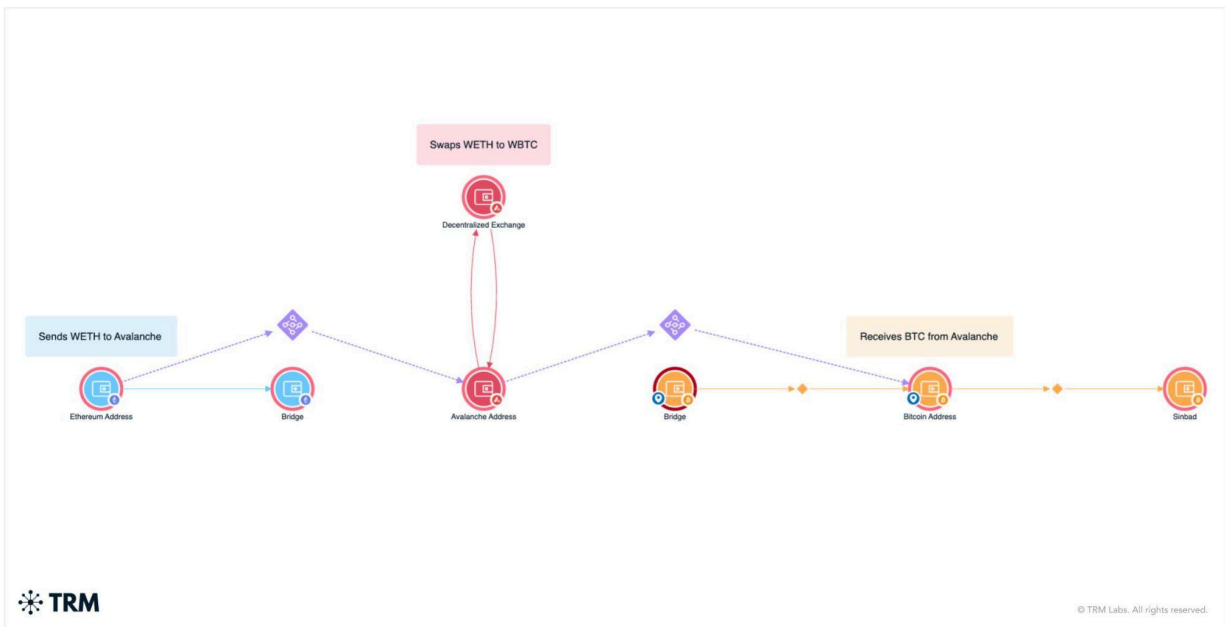 Swaps WETH to WBTC
Decentralized Exchange
Sends WETH to Avalanche
Receives BTC from Avalanche
Ethereum Address
Bridge
Avalanche Address
Bridge
Bitcoin Address
Sinbad
TRM
© TRM Labs. All rights reserved.